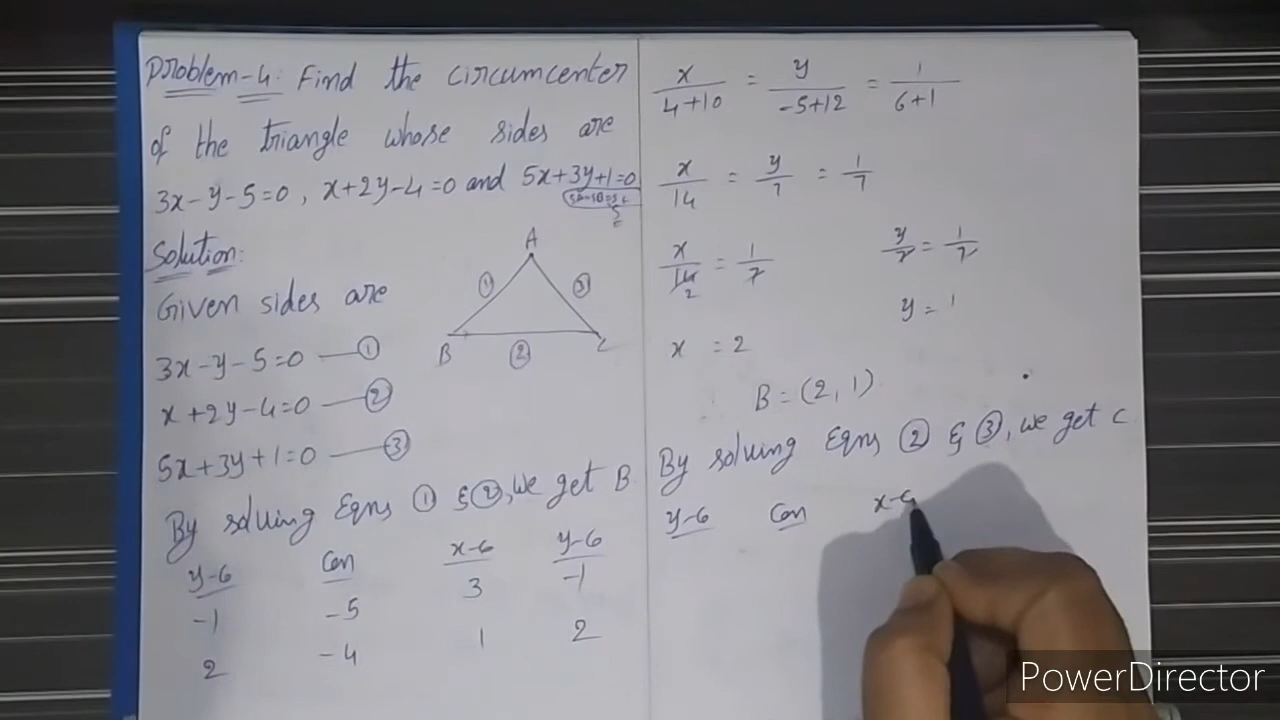 Problem-4: Find the circumcenter
of the triangle whose sides are
3x-y-5=0, x+2y-4=0 and 5x+3y+1=0
Solution:
Given sides are
3x-y-5=0 — ①
x+2y-4=0 — ②
5x+3y+1=0 — ③
A
① ③
B ② C
By solving Eqns ① & ②, we get B
y-c Con x-c y-c
-1 -5 3 -1
2 -4 1 2
x/4+10 = y/-5+12 = 1/6+1
x/14 = y/7 = 1/7
x/14 = 1/7 y/7 = 1/7
2
y = 1
x = 2
B = (2, 1)
By solving Eqns ② & ③, we get C
y-c Con x-c
PowerDirector